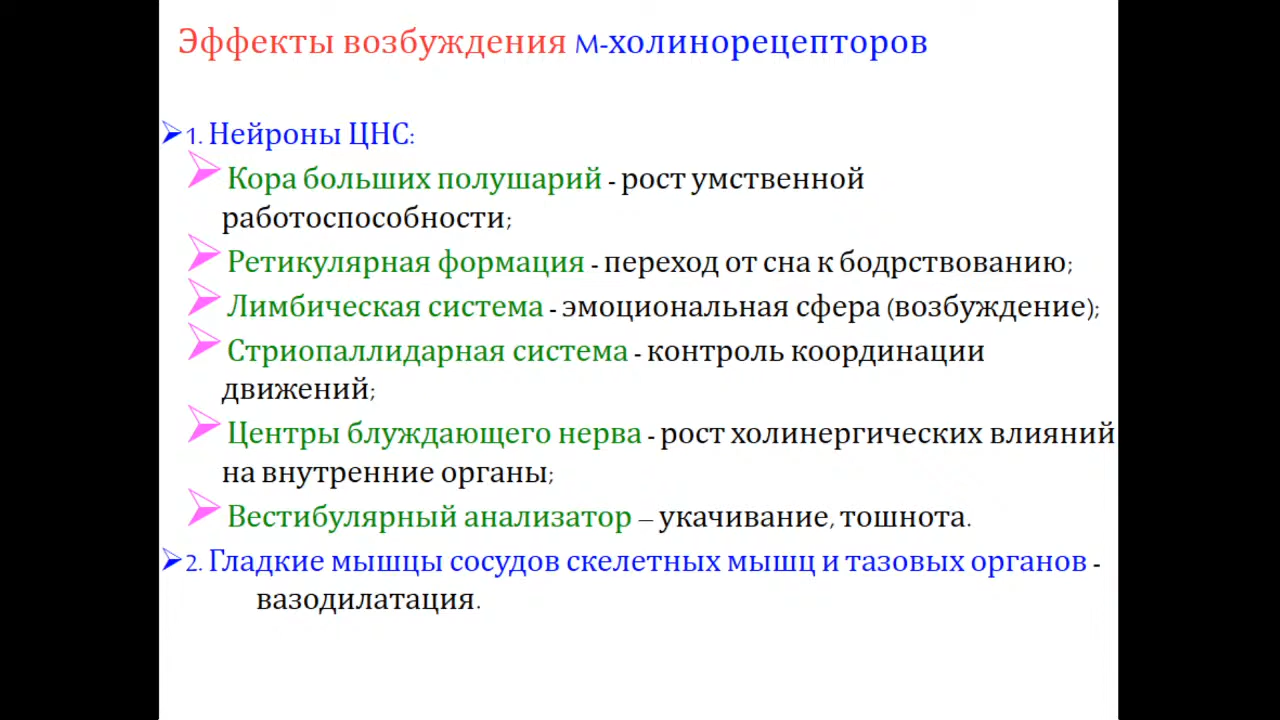 Эффекты возбуждения М-холинорецепторов
1. Нейроны ЦНС:
Кора больших полушарий - рост умственной
работоспособности;
Ретикулярная формация - переход от сна к бодрствованию;
Лимбическая система - эмоциональная сфера (возбуждение);
Стриопаллидарная система - контроль координации
движений;
Центры блуждающего нерва - рост холинергических влияний
на внутренние органы;
Вестибулярный анализатор – укачивание, тошнота.
2. Гладкие мышцы сосудов скелетных мышц и тазовых органов -
вазодилатация.